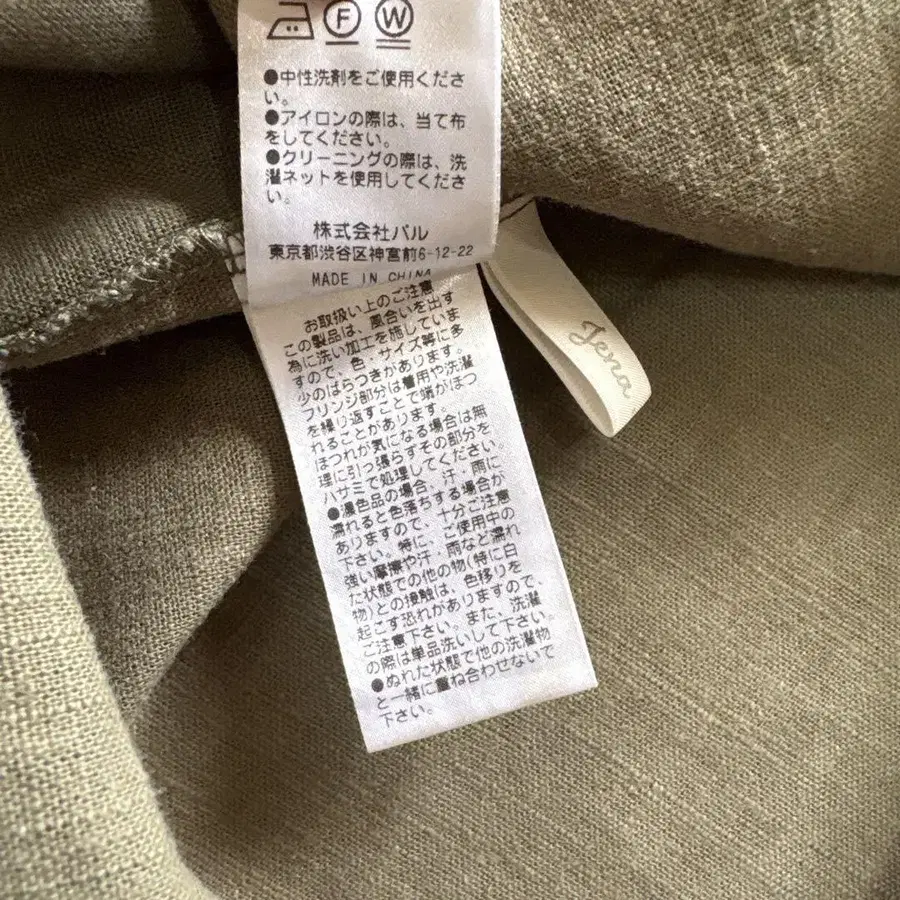 F W
●中性洗剤をご使用くださ
い。
●アイロンの際は、当て布
をしてください。
●クリーニングの際は、洗
濯ネットを使用してくださ
い。
株式会社パル
東京都渋谷区神宮前6-12-22
MADE IN CHINA
お取扱い上のご注意
この製品は、風合いを出す
為に洗い加工を施していま
すので、色・サイズ等に多
少のばらつきがあります。
フリンジ部分は着用や洗濯
を繰り返すことで端がほつ
れることがあります。
ほつれが気になる場合は無
理に引っ張らずその部分を
ハサミで処理してください
●濃色品の場合、汗・雨に
濡れると色落ちする場合が
ありますので、十分ご注意
下さい。特に、ご使用中の
強い摩擦や汗・雨など濡れ
た状態での他の物(特に白
物)との接触は、色移りを
起こす恐れがありますので、
ご注意下さい。また、洗濯
の際は単品洗いして下さい。
●ぬれた状態で他の洗濯物
と一緒に重ね合わせないで
下さい。
Jena